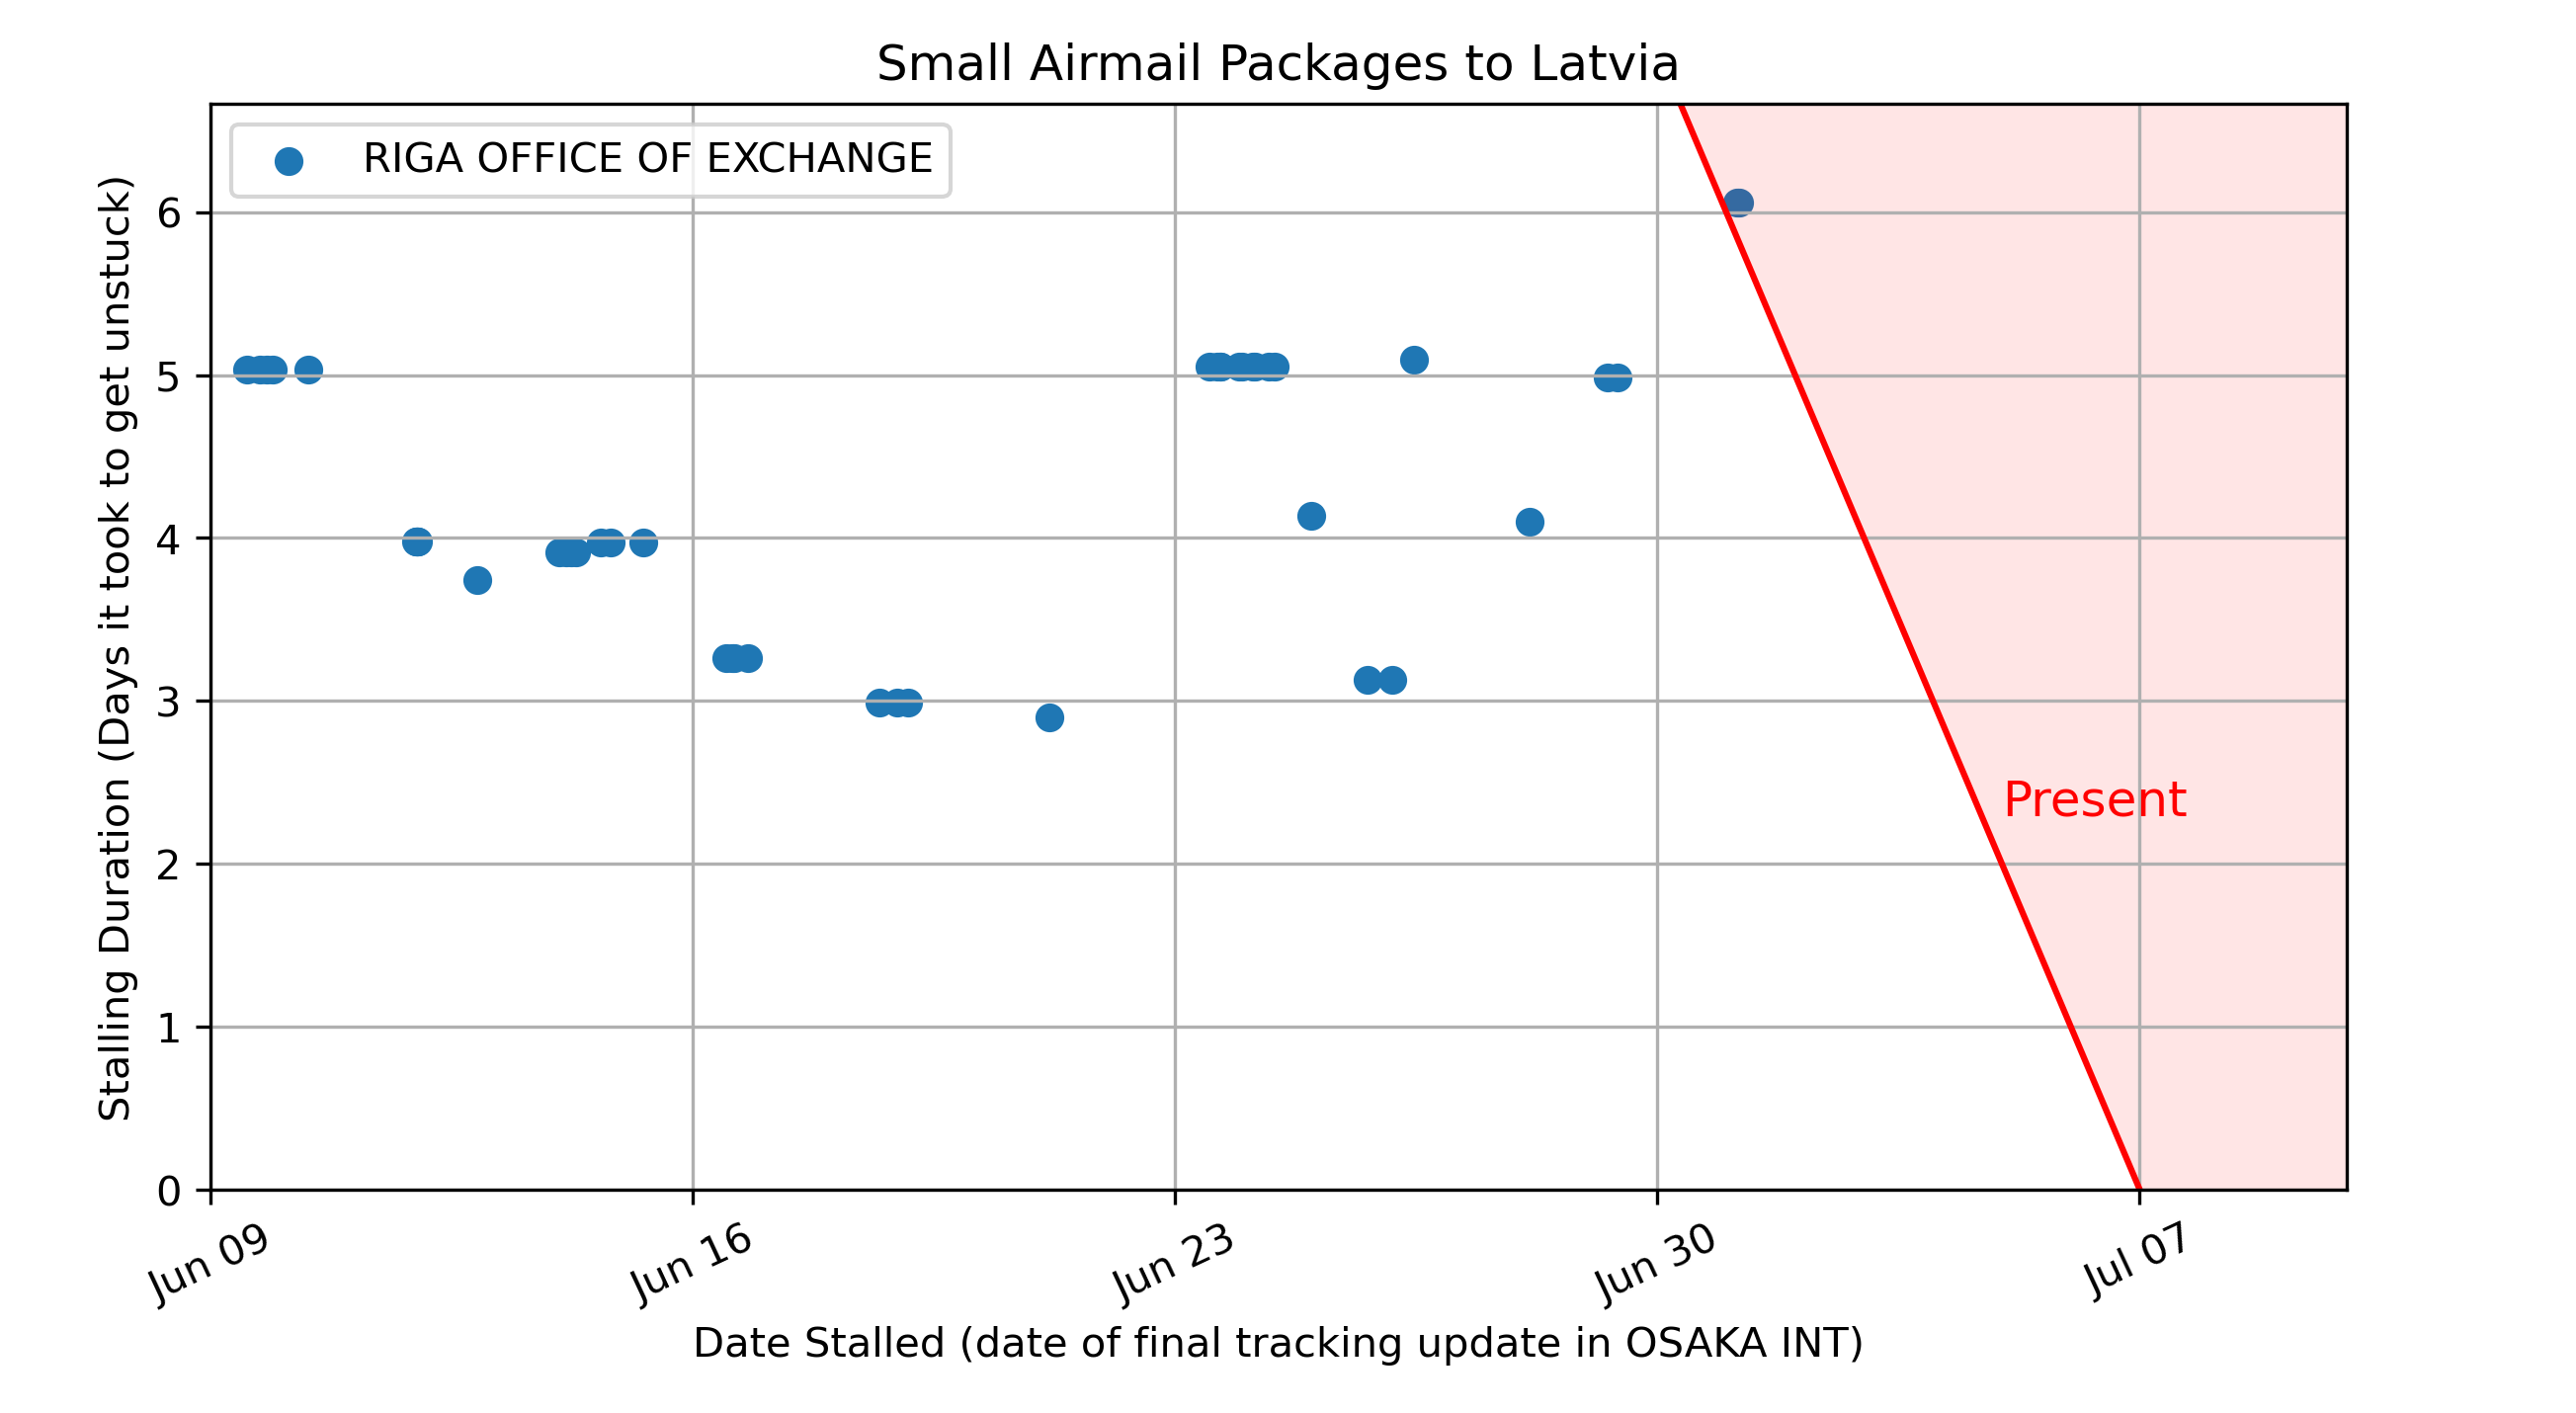 Small Airmail Packages to Latvia
RIGA OFFICE OF EXCHANGE
Stalling Duration (Days it took to get unstuck)
6
5
4
3
2
1
0
Present
Jun 09
Jun 16
Jun 23
Jun 30
Jul 07
Date Stalled (date of final tracking update in OSAKA INT)